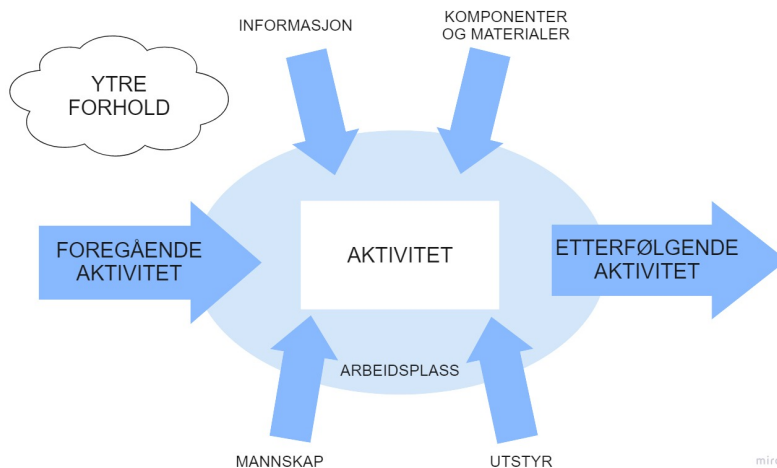 INFORMASJON
KOMPONENTER
OG MATERIALER
YTRE
FORHOLD
FOREGÅENDE
AKTIVITET
AKTIVITET
ETTERFØLGENDE
AKTIVITET
ARBEIDSPLASS
MANNSKAP
UTSTYR